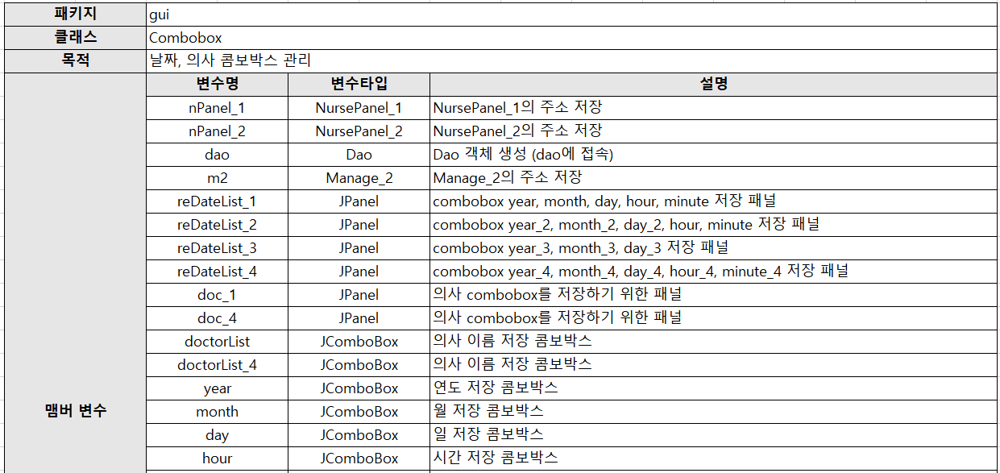 패키지 gui
클래스 Combobox
목적 날짜, 의사 콤보박스 관리
변수명 변수타입 설명
nPanel_1 NursePanel_1 NursePanel_1의 주소 저장
nPanel_2 NursePanel_2 NursePanel_2의 주소 저장
dao Dao Dao 객체 생성 (dao에 접속)
m2 Manage_2 Manage_2의 주소 저장
reDateList_1 JPanel combobox year, month, day, hour, minute 저장 패널
reDateList_2 JPanel combobox year_2, month_2, day_2, hour, minute 저장 패널
reDateList_3 JPanel combobox year_3, month_3, day_3 저장 패널
reDateList_4 JPanel combobox year_4, month_4, day_4, hour_4, minute_4 저장 패널
doc_1 JPanel 의사 combobox를 저장하기 위한 패널
doc_4 JPanel 의사 combobox를 저장하기 위한 패널
doctorList JComboBox 의사 이름 저장 콤보박스
doctorList_4 JComboBox 의사 이름 저장 콤보박스
year JComboBox 연도 저장 콤보박스
맴버 변수 month JComboBox 월 저장 콤보박스
day JComboBox 일 저장 콤보박스
hour JComboBox 시간 저장 콤보박스